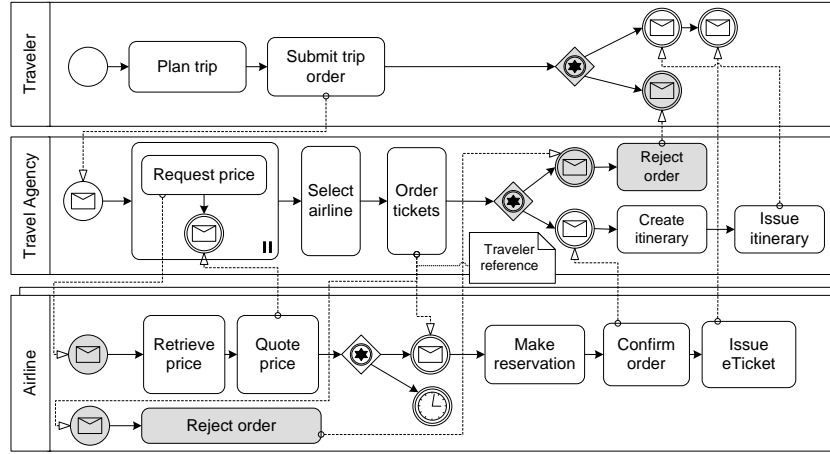 Traveler
Plan trip
Submit trip
order
Travel Agency
Request price
Select
airline
Order
tickets
Reject
order
Create
itinerary
Issue
itinerary
Traveler
reference
Airline
Retrieve
price
Quote
price
Make
reservation
Confirm
order
Issue
eTicket
Reject order